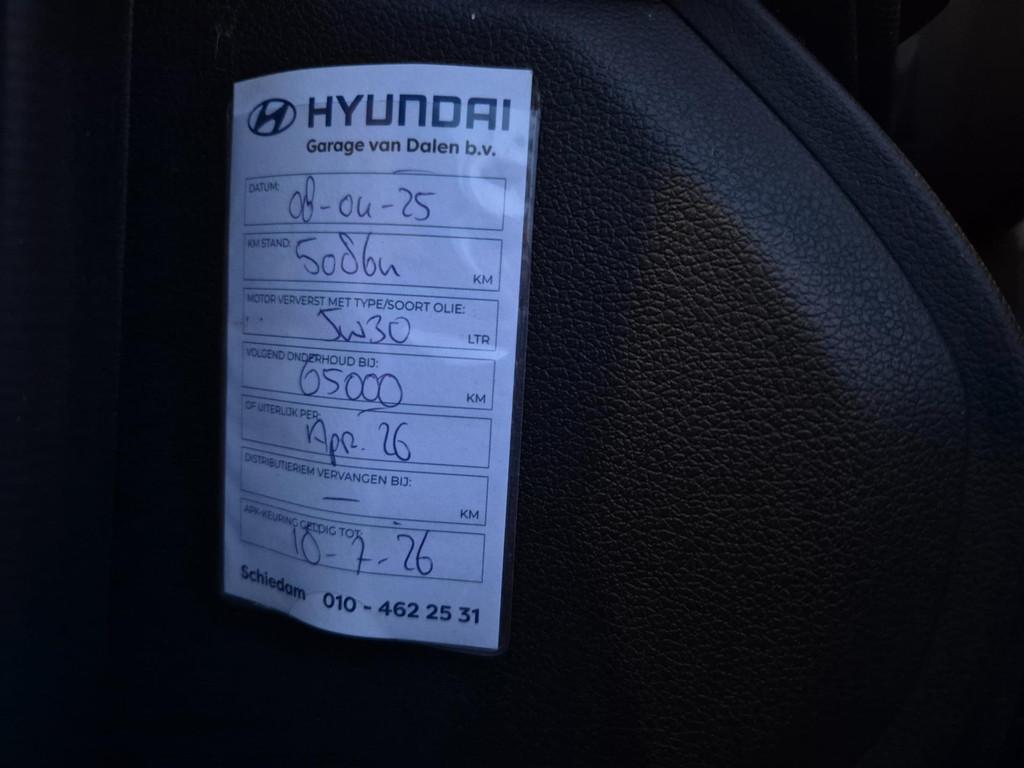 HYUNDAI
Garage van Dalen b.v.
DATUM:
08-04-25
KM STAND:
50864
KM
MOTOR VERVERST MET TYPE/SOORT OLIE:
5W30
LTR
VOLGEND ONDERHOUD BIJ:
65000
KM
OF UITERLIJK PER:
Apr. 26
DISTRIBUTIERIEM VERVANGEN BIJ:
—
KM
APK-KEURING GELDIG TOT:
10-7-26
Schiedam 010 - 462 25 31